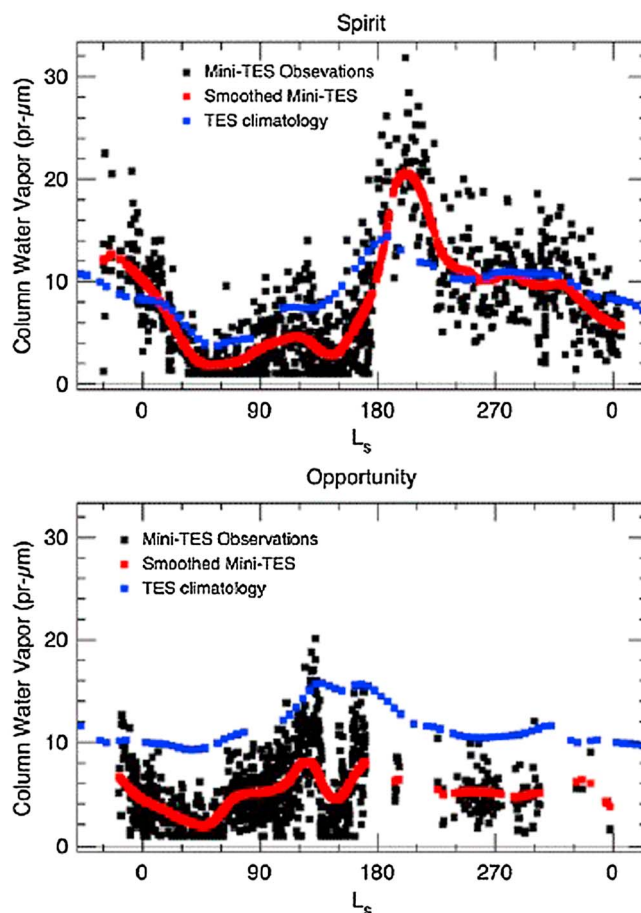 Spirit
Column Water Vapor (pr-μm)
30
20
10
0
Mini-TES Obsevations
Smoothed Mini-TES
TES climatology
0 90 180 270 0
Ls
Opportunity
Column Water Vapor (pr-μm)
30
20
10
0
Mini-TES Observations
Smoothed Mini-TES
TES climatology
0 90 180 270 0
Ls